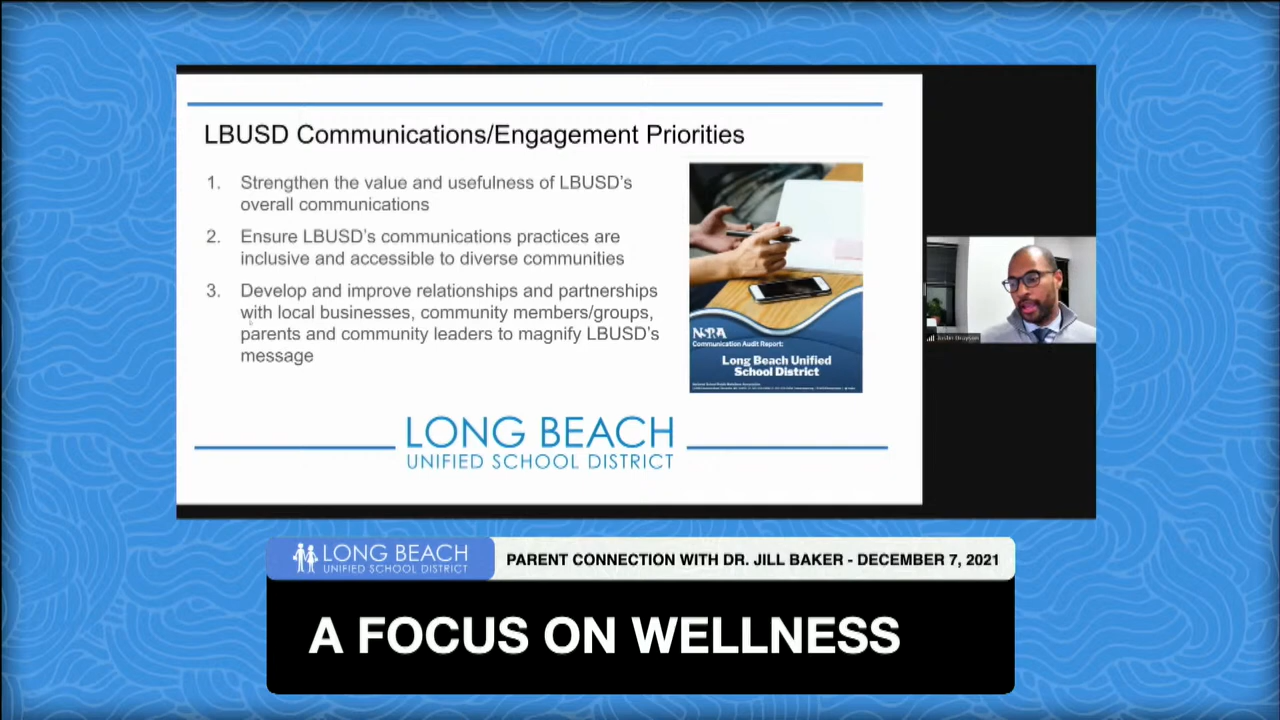 LBUSD Communications/Engagement Priorities
1. Strengthen the value and usefulness of LBUSD's
overall communications
2. Ensure LBUSD's communications practices are
inclusive and accessible to diverse communities
3. Develop and improve relationships and partnerships
with local businesses, community members/groups,
parents and community leaders to magnify LBUSD's
message
Communication Audit Report:
Long Beach Unified
School District
LONG BEACH
UNIFIED SCHOOL DISTRICT
LONG BEACH
UNIFIED SCHOOL DISTRICT
PARENT CONNECTION WITH DR. JILL BAKER - DECEMBER 7, 2021
A FOCUS ON WELLNESS